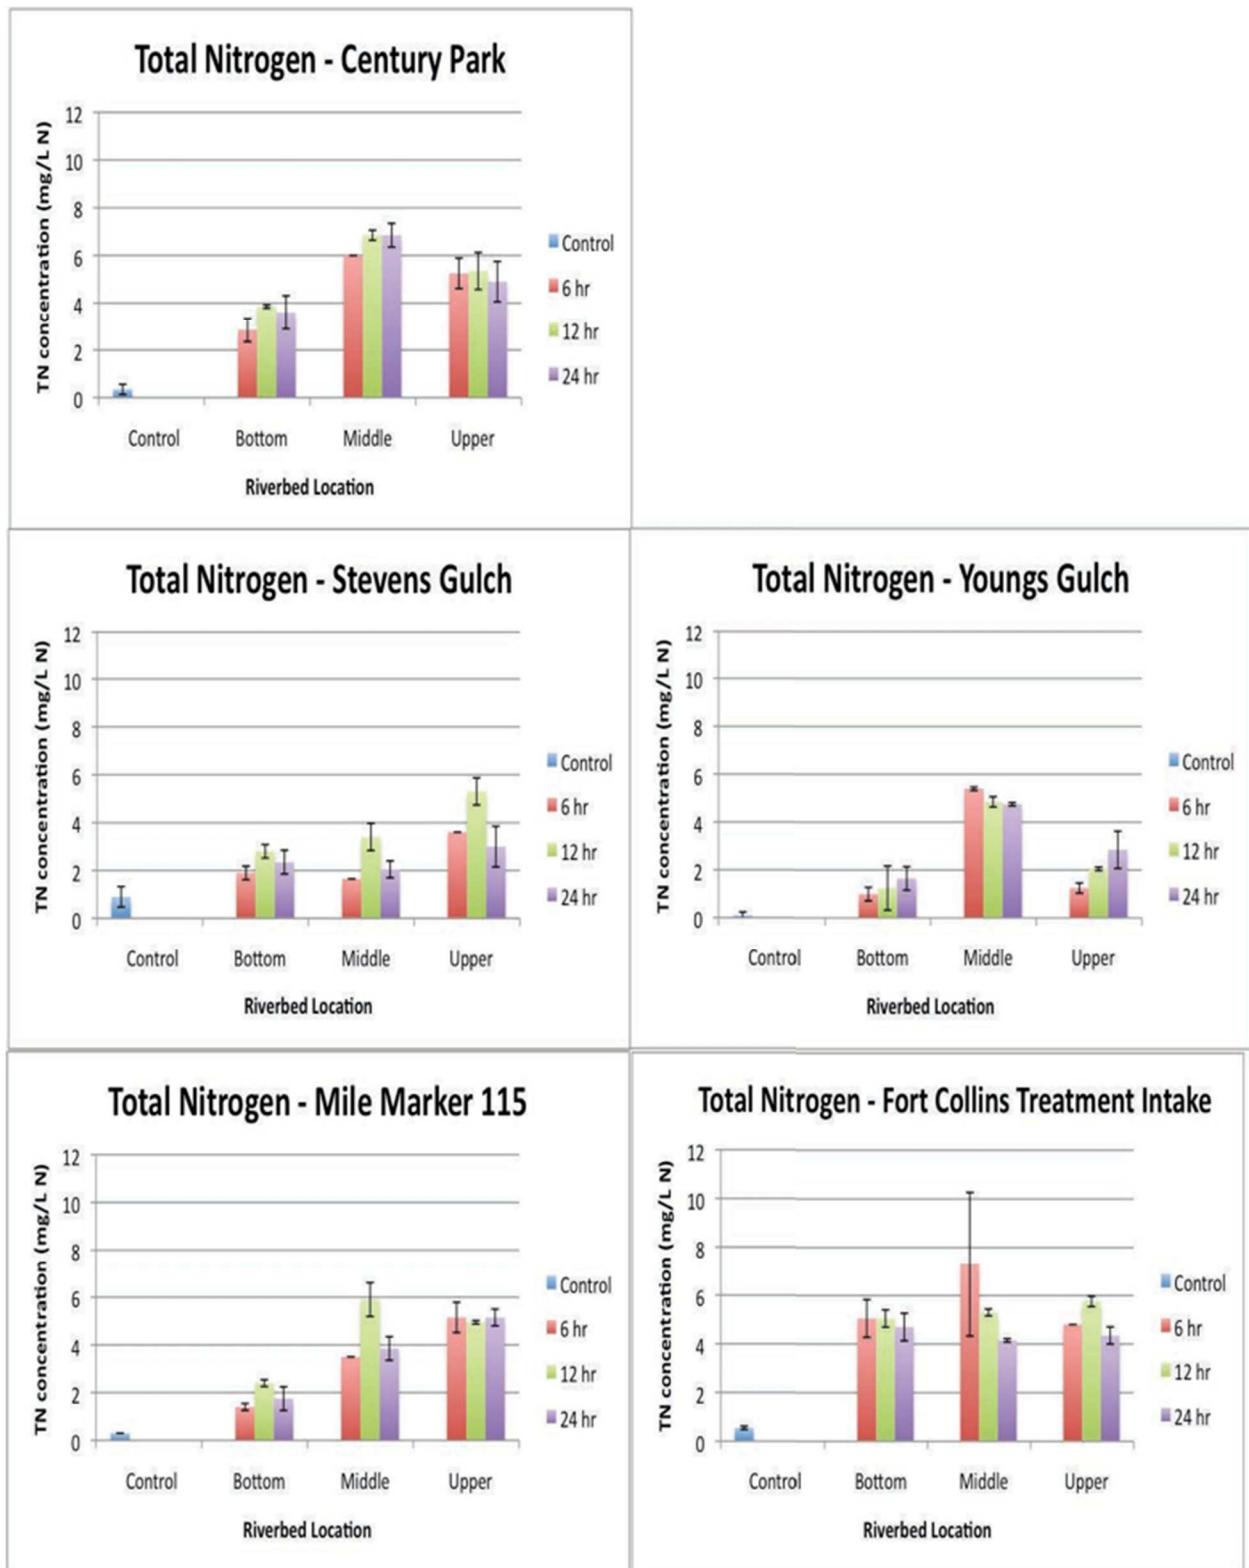 Total Nitrogen - Century Park
TN concentration (mg/L N)
12
10
8
6
4
2
0
Control
Bottom
Middle
Upper
Riverbed Location
Control
6 hr
12 hr
24 hr
Total Nitrogen - Stevens Gulch
TN concentration (mg/L N)
12
10
8
6
4
2
0
Control
Bottom
Middle
Upper
Riverbed Location
Control
6 hr
12 hr
24 hr
Total Nitrogen - Youngs Gulch
TN concentration (mg/L N)
12
10
8
6
4
2
0
Control
Bottom
Middle
Upper
Riverbed Location
Control
6 hr
12 hr
24 hr
Total Nitrogen - Mile Marker 115
TN concentration (mg/L N)
12
10
8
6
4
2
0
Control
Bottom
Middle
Upper
Riverbed Location
Control
6 hr
12 hr
24 hr
Total Nitrogen - Fort Collins Treatment Intake
TN concentration (mg/L N)
12
10
8
6
4
2
0
Control
Bottom
Middle
Upper
Riverbed Location
Control
6 hr
12 hr
24 hr